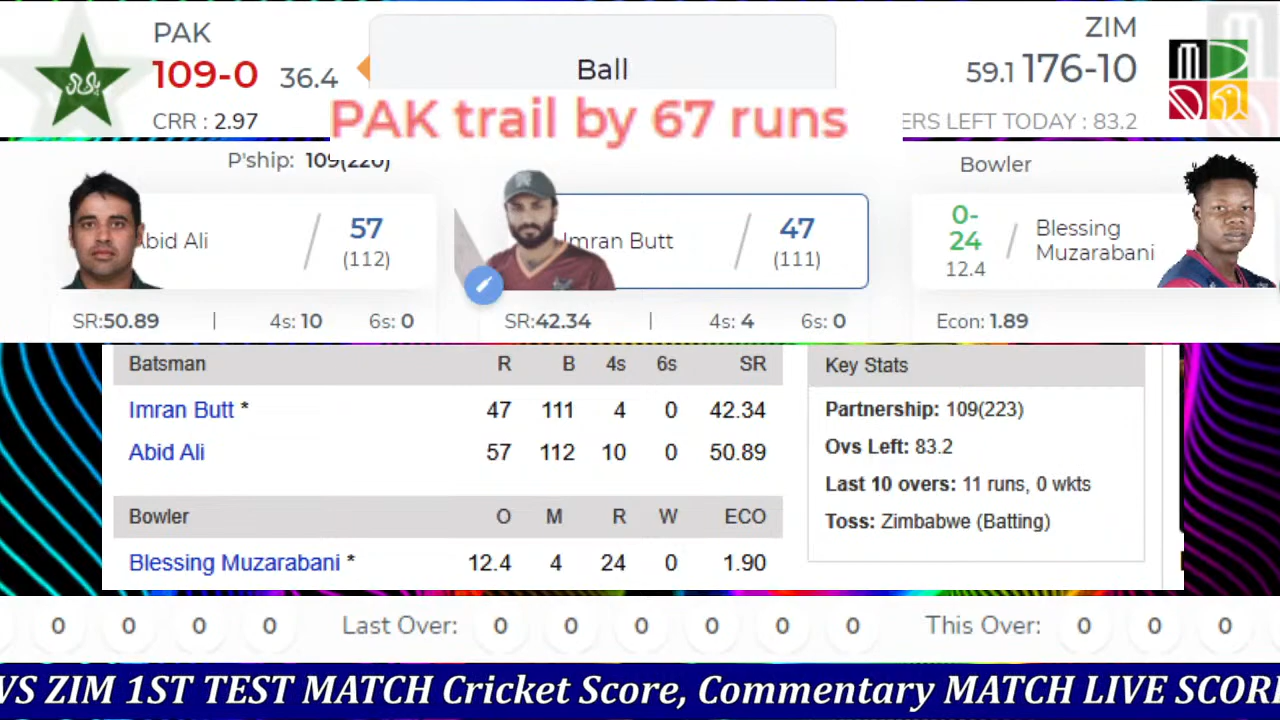 PAK
109-0 36.4
CRR : 2.97
Ball
PAK trail by 67 runs
ZIM
59.1 176-10
ERS LEFT TODAY : 83.2
P'ship:
Abid Ali
57
(112)
SR:50.89 | 4s: 10 6s: 0
Imran Butt
47
(111)
SR:42.34 | 4s: 4 6s: 0
Bowler
0-
24
12.4
Blessing
Muzarabani
Econ: 1.89
Batsman R B 4s 6s SR
Imran Butt * 47 111 4 0 42.34
Abid Ali 57 112 10 0 50.89
Bowler O M R W ECO
Blessing Muzarabani * 12.4 4 24 0 1.90
Key Stats
Partnership: 109(223)
Ovs Left: 83.2
Last 10 overs: 11 runs, 0 wkts
Toss: Zimbabwe (Batting)
0 0 0 0 Last Over: 0 0 0 0 0 0 This Over: 0 0 0
VS ZIM 1ST TEST MATCH Cricket Score, Commentary MATCH LIVE SCORE